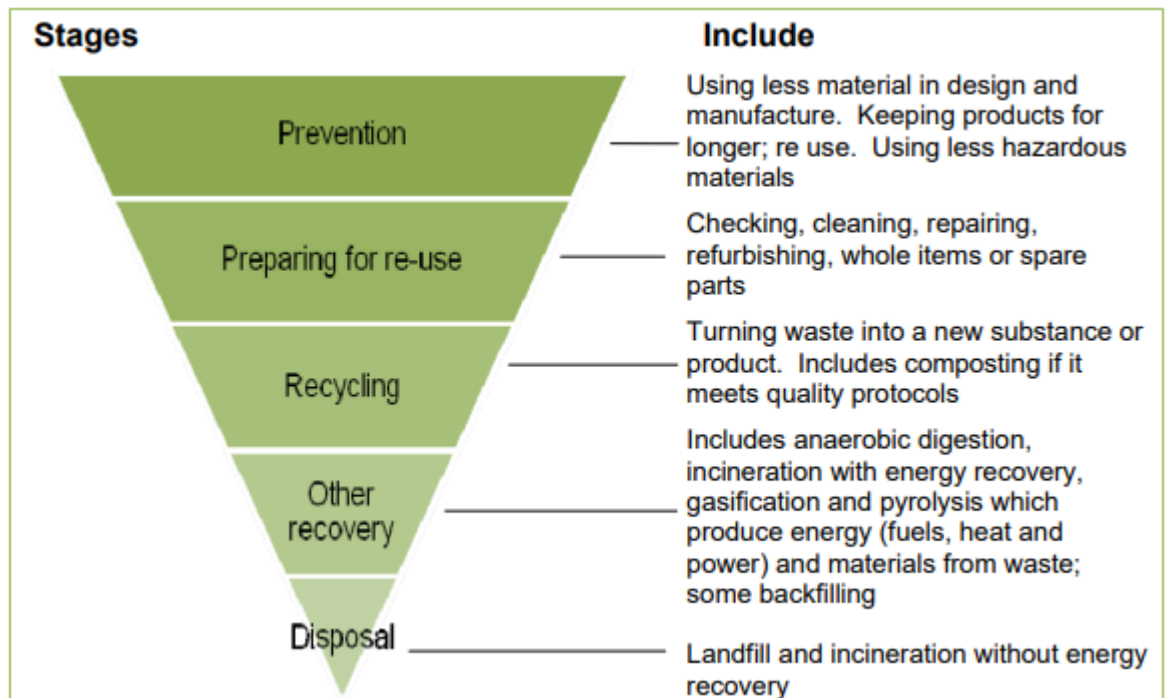 Stages
Include
Prevention
Using less material in design and
manufacture.  Keeping products for
longer; re use.  Using less hazardous
materials
Preparing for re-use
Checking, cleaning, repairing,
refurbishing, whole items or spare
parts
Recycling
Turning waste into a new substance or
product.  Includes composting if it
meets quality protocols
Other
recovery
Includes anaerobic digestion,
incineration with energy recovery,
gasification and pyrolysis which
produce energy (fuels, heat and
power) and materials from waste;
some backfilling
Disposal
Landfill and incineration without energy
recovery